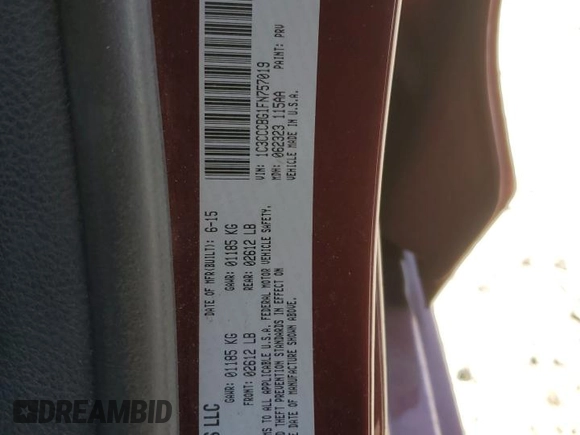 S LLC
DATE OF MFR(BUILT): 6-15
GAWR: 01185 KG
FRONT: 02612 LB
GAWR: 01185 KG
REAR: 02612 LB
MS TO ALL APPLICABLE U.S.A. FEDERAL MOTOR VEHICLE SAFETY,
D THEFT PREVENTION STANDARDS IN EFFECT ON
E DATE OF MANUFACTURE SHOWN ABOVE.
VIN: 1C3CCCBG1FN757019
MDH: 062323 115AA
PAINT: PRV
VEHICLE MADE IN U.S.A.
DREAMBID